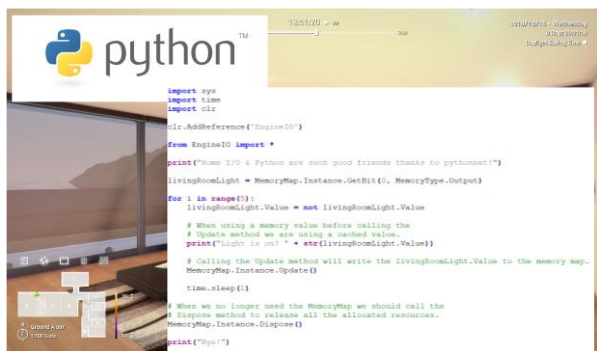 python™
import sys
import time
import clr
clr.AddReference('EngineIO')
from EngineIO import *
print("Home I/O & Python are such good friends thanks to pythonnet!")
livingRoomLight = MemoryMap.Instance.GetBit(0, MemoryType.Output)
for i in range(5):
livingRoomLight.Value = not livingRoomLight.Value
# When using a memory value before calling the
# Update method we are using a cached value.
print("Light is on? " + str(livingRoomLight.Value))
# Calling the Update method will write the livingRoomLight.Value to the memory map.
MemoryMap.Instance.Update()
time.sleep(1)
# When we no longer need the MemoryMap we should call the
# Dispose method to release all the allocated resources.
MemoryMap.Instance.Dispose()
print("Bye!")
Ground Floor